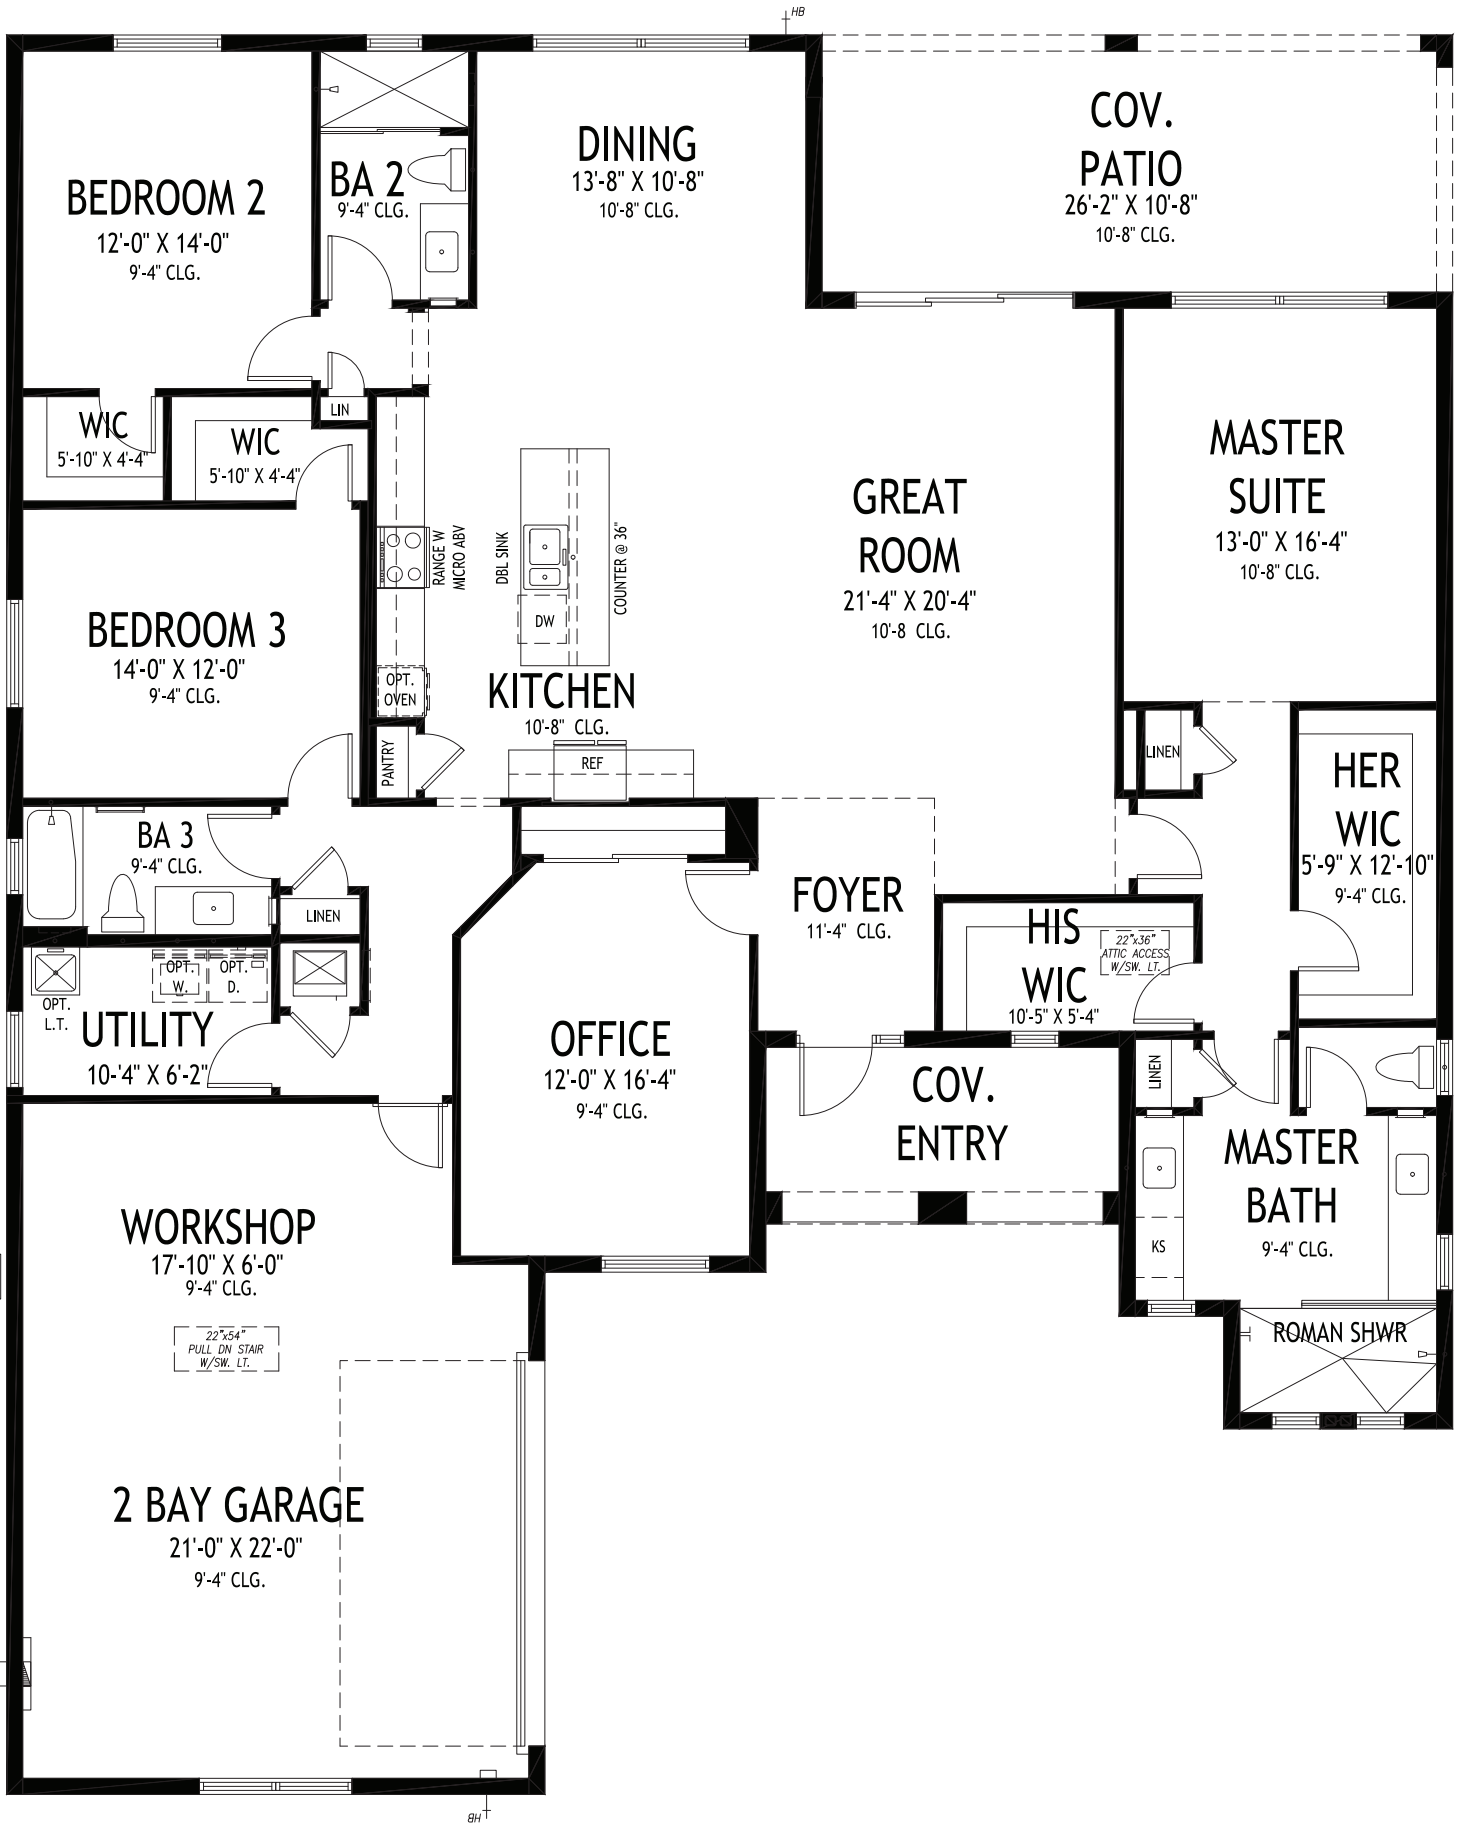 HB
BEDROOM 2
12'-0" X 14'-0"
9'-4" CLG.
BA 2
9'-4" CLG.
DINING
13'-8" X 10'-8"
10'-8" CLG.
COV.
PATIO
26'-2" X 10'-8"
10'-8" CLG.
LIN
WIC
5'-10" X 4'-4"
WIC
5'-10" X 4'-4"
RANGE W
MICRO ABV
DBL SINK
DW
COUNTER @ 36"
OPT.
OVEN
KITCHEN
10'-8" CLG.
PANTRY
REF
GREAT
ROOM
21'-4" X 20'-4"
10'-8 CLG.
MASTER
SUITE
13'-0" X 16'-4"
10'-8" CLG.
BEDROOM 3
14'-0" X 12'-0"
9'-4" CLG.
LINEN
HER
WIC
5'-9" X 12'-10"
9'-4" CLG.
BA 3
9'-4" CLG.
LINEN
FOYER
11'-4" CLG.
HIS
WIC
10'-5" X 5'-4"
22"x36"
ATTIC ACCESS
W/SW. LT.
OPT.
L.T.
OPT.
W.
OPT.
D.
UTILITY
10-'4" X 6'-2"
OFFICE
12'-0" X 16'-4"
9'-4" CLG.
COV.
ENTRY
LINEN
MASTER
BATH
9'-4" CLG.
KS
ROMAN SHWR
WORKSHOP
17'-10" X 6'-0"
9'-4" CLG.
22"x54"
PULL DN STAIR
W/SW. LT.
2 BAY GARAGE
21'-0" X 22'-0"
9'-4" CLG.
HB